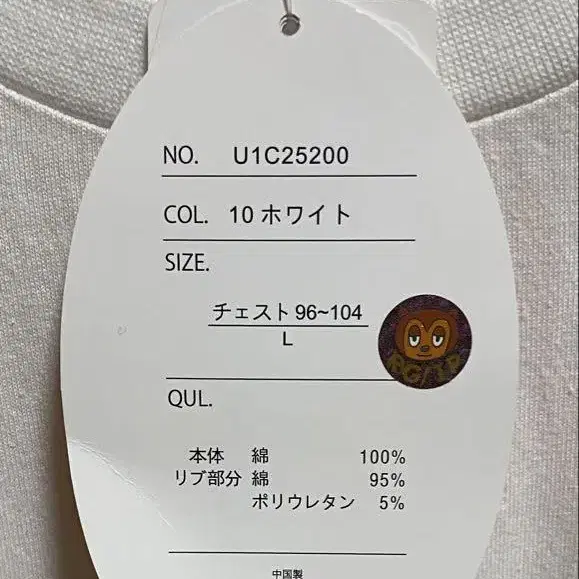 NO. U1C25200
COL. 10 ホワイト
SIZE.
チェスト 96~104
L
QUL.
本体 綿 100%
リブ部分 綿 95%
ポリウレタン 5%
中国製